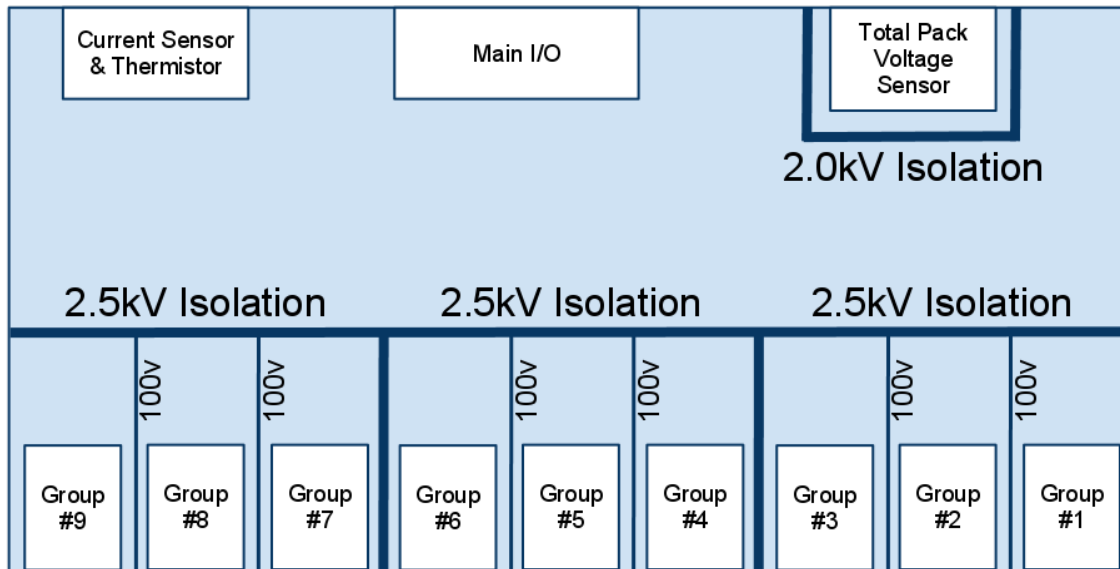 Current Sensor
& Thermistor
Main I/O
Total Pack
Voltage
Sensor
2.0kV Isolation
2.5kV Isolation
2.5kV Isolation
2.5kV Isolation
100v
100v
100v
100v
100v
100v
Group
#9
Group
#8
Group
#7
Group
#6
Group
#5
Group
#4
Group
#3
Group
#2
Group
#1